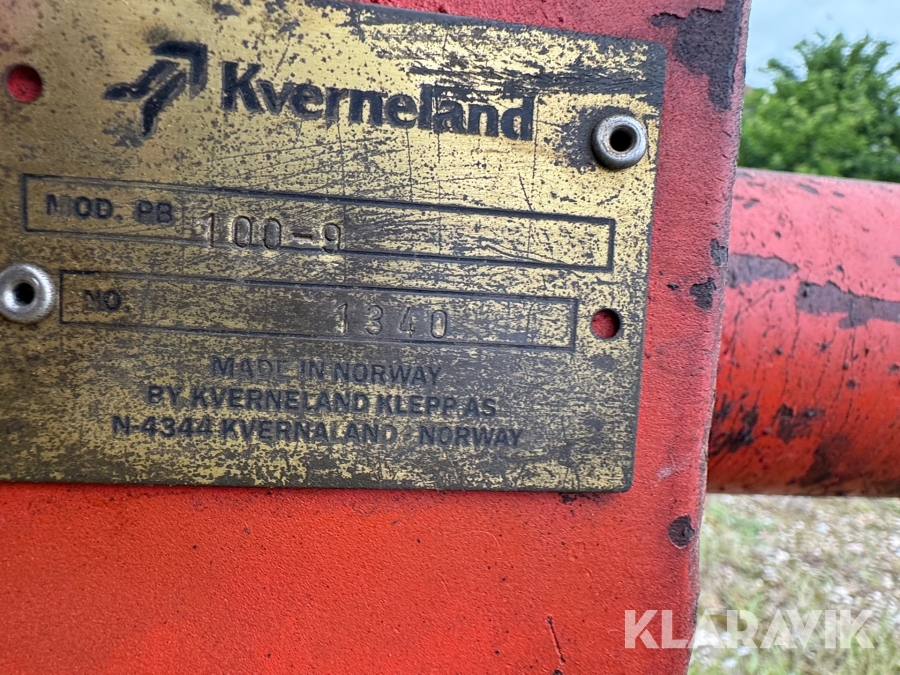 Kverneland
MOD. PB 100-9
NO. 1340
MADE IN NORWAY
BY KVERNELAND KLEPP AS
N-4344 KVERNALAND / NORWAY
KLARAVIK